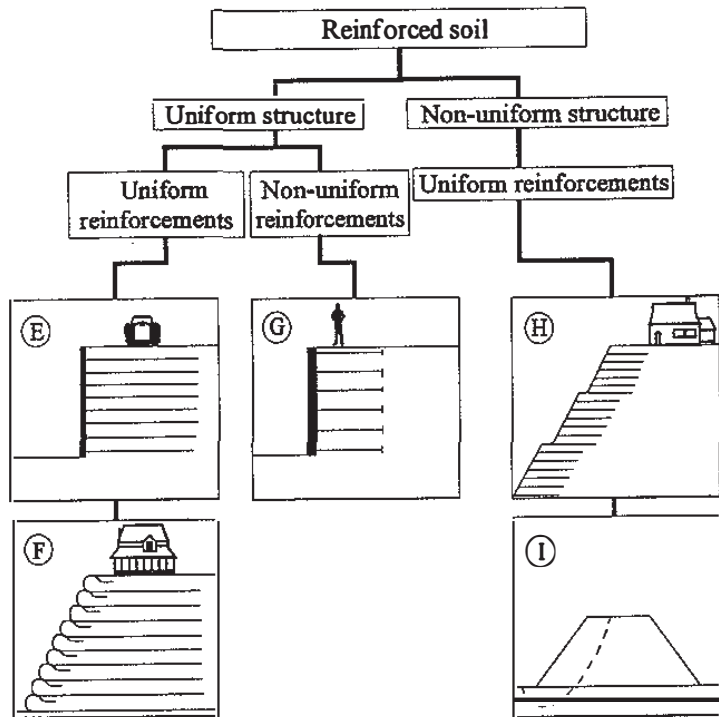 Reinforced soil
Uniform structure
Non-uniform structure
Uniform
reinforcements
Non-uniform
reinforcements
Uniform reinforcements
E
G
H
F
I